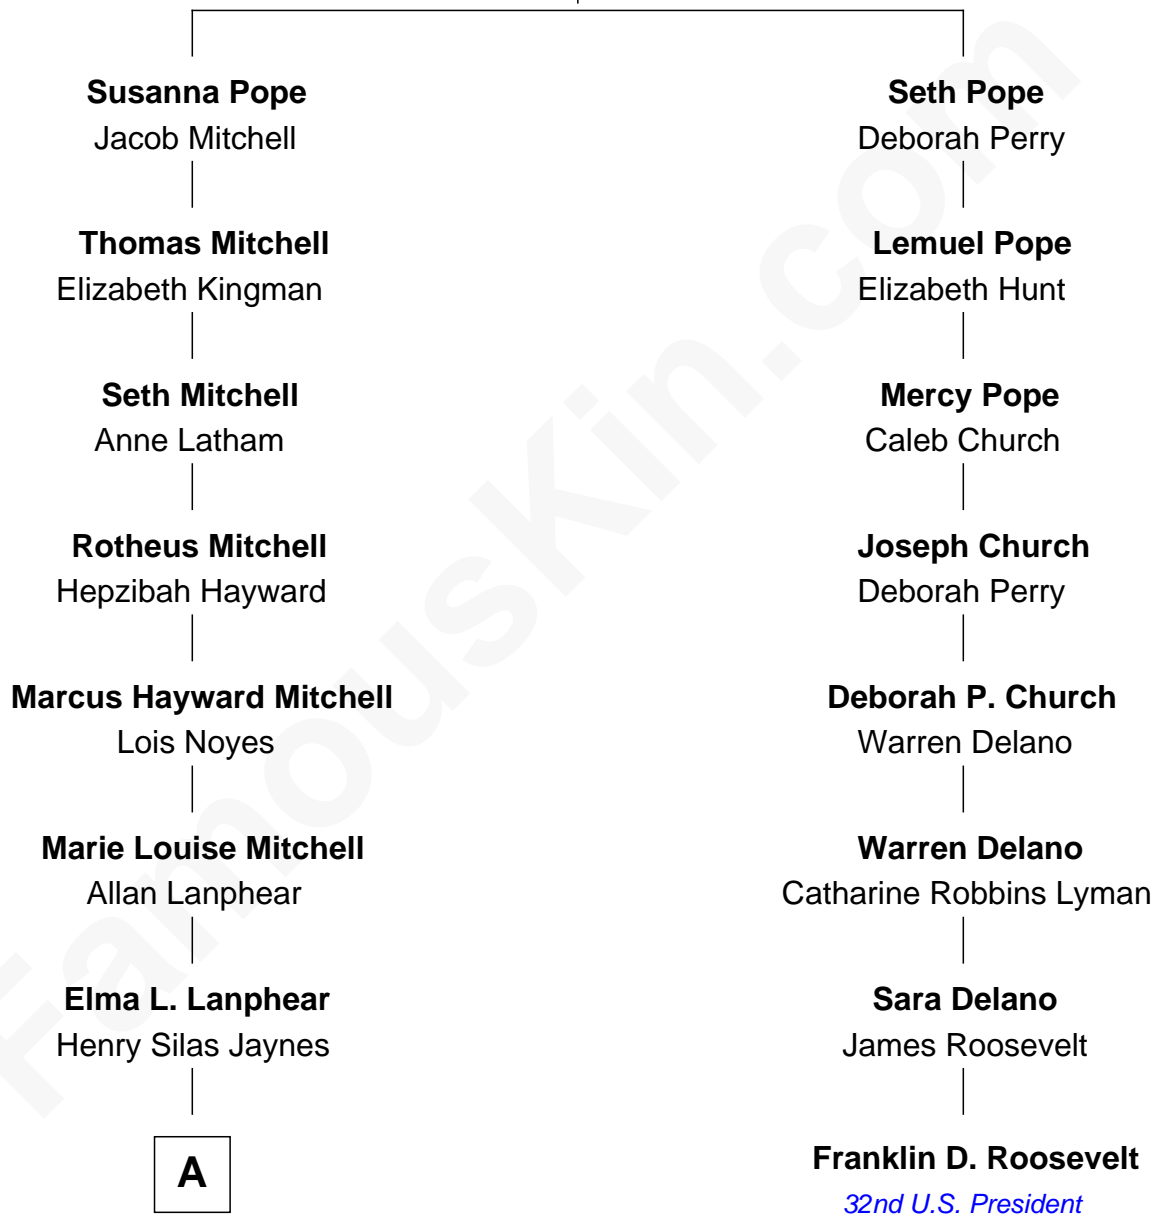 Susanna Pope
Jacob Mitchell
Thomas Mitchell
Elizabeth Kingman
Seth Mitchell
Anne Latham
Rotheus Mitchell
Hepzibah Hayward
Marcus Hayward Mitchell
Lois Noyes
Marie Louise Mitchell
Allan Lanphear
Elma L. Lanphear
Henry Silas Jaynes
A
Seth Pope
Deborah Perry
Lemuel Pope
Elizabeth Hunt
Mercy Pope
Caleb Church
Joseph Church
Deborah Perry
Deborah P. Church
Warren Delano
Warren Delano
Catharine Robbins Lyman
Sara Delano
James Roosevelt
Franklin D. Roosevelt
32nd U.S. President
FamousKin.com